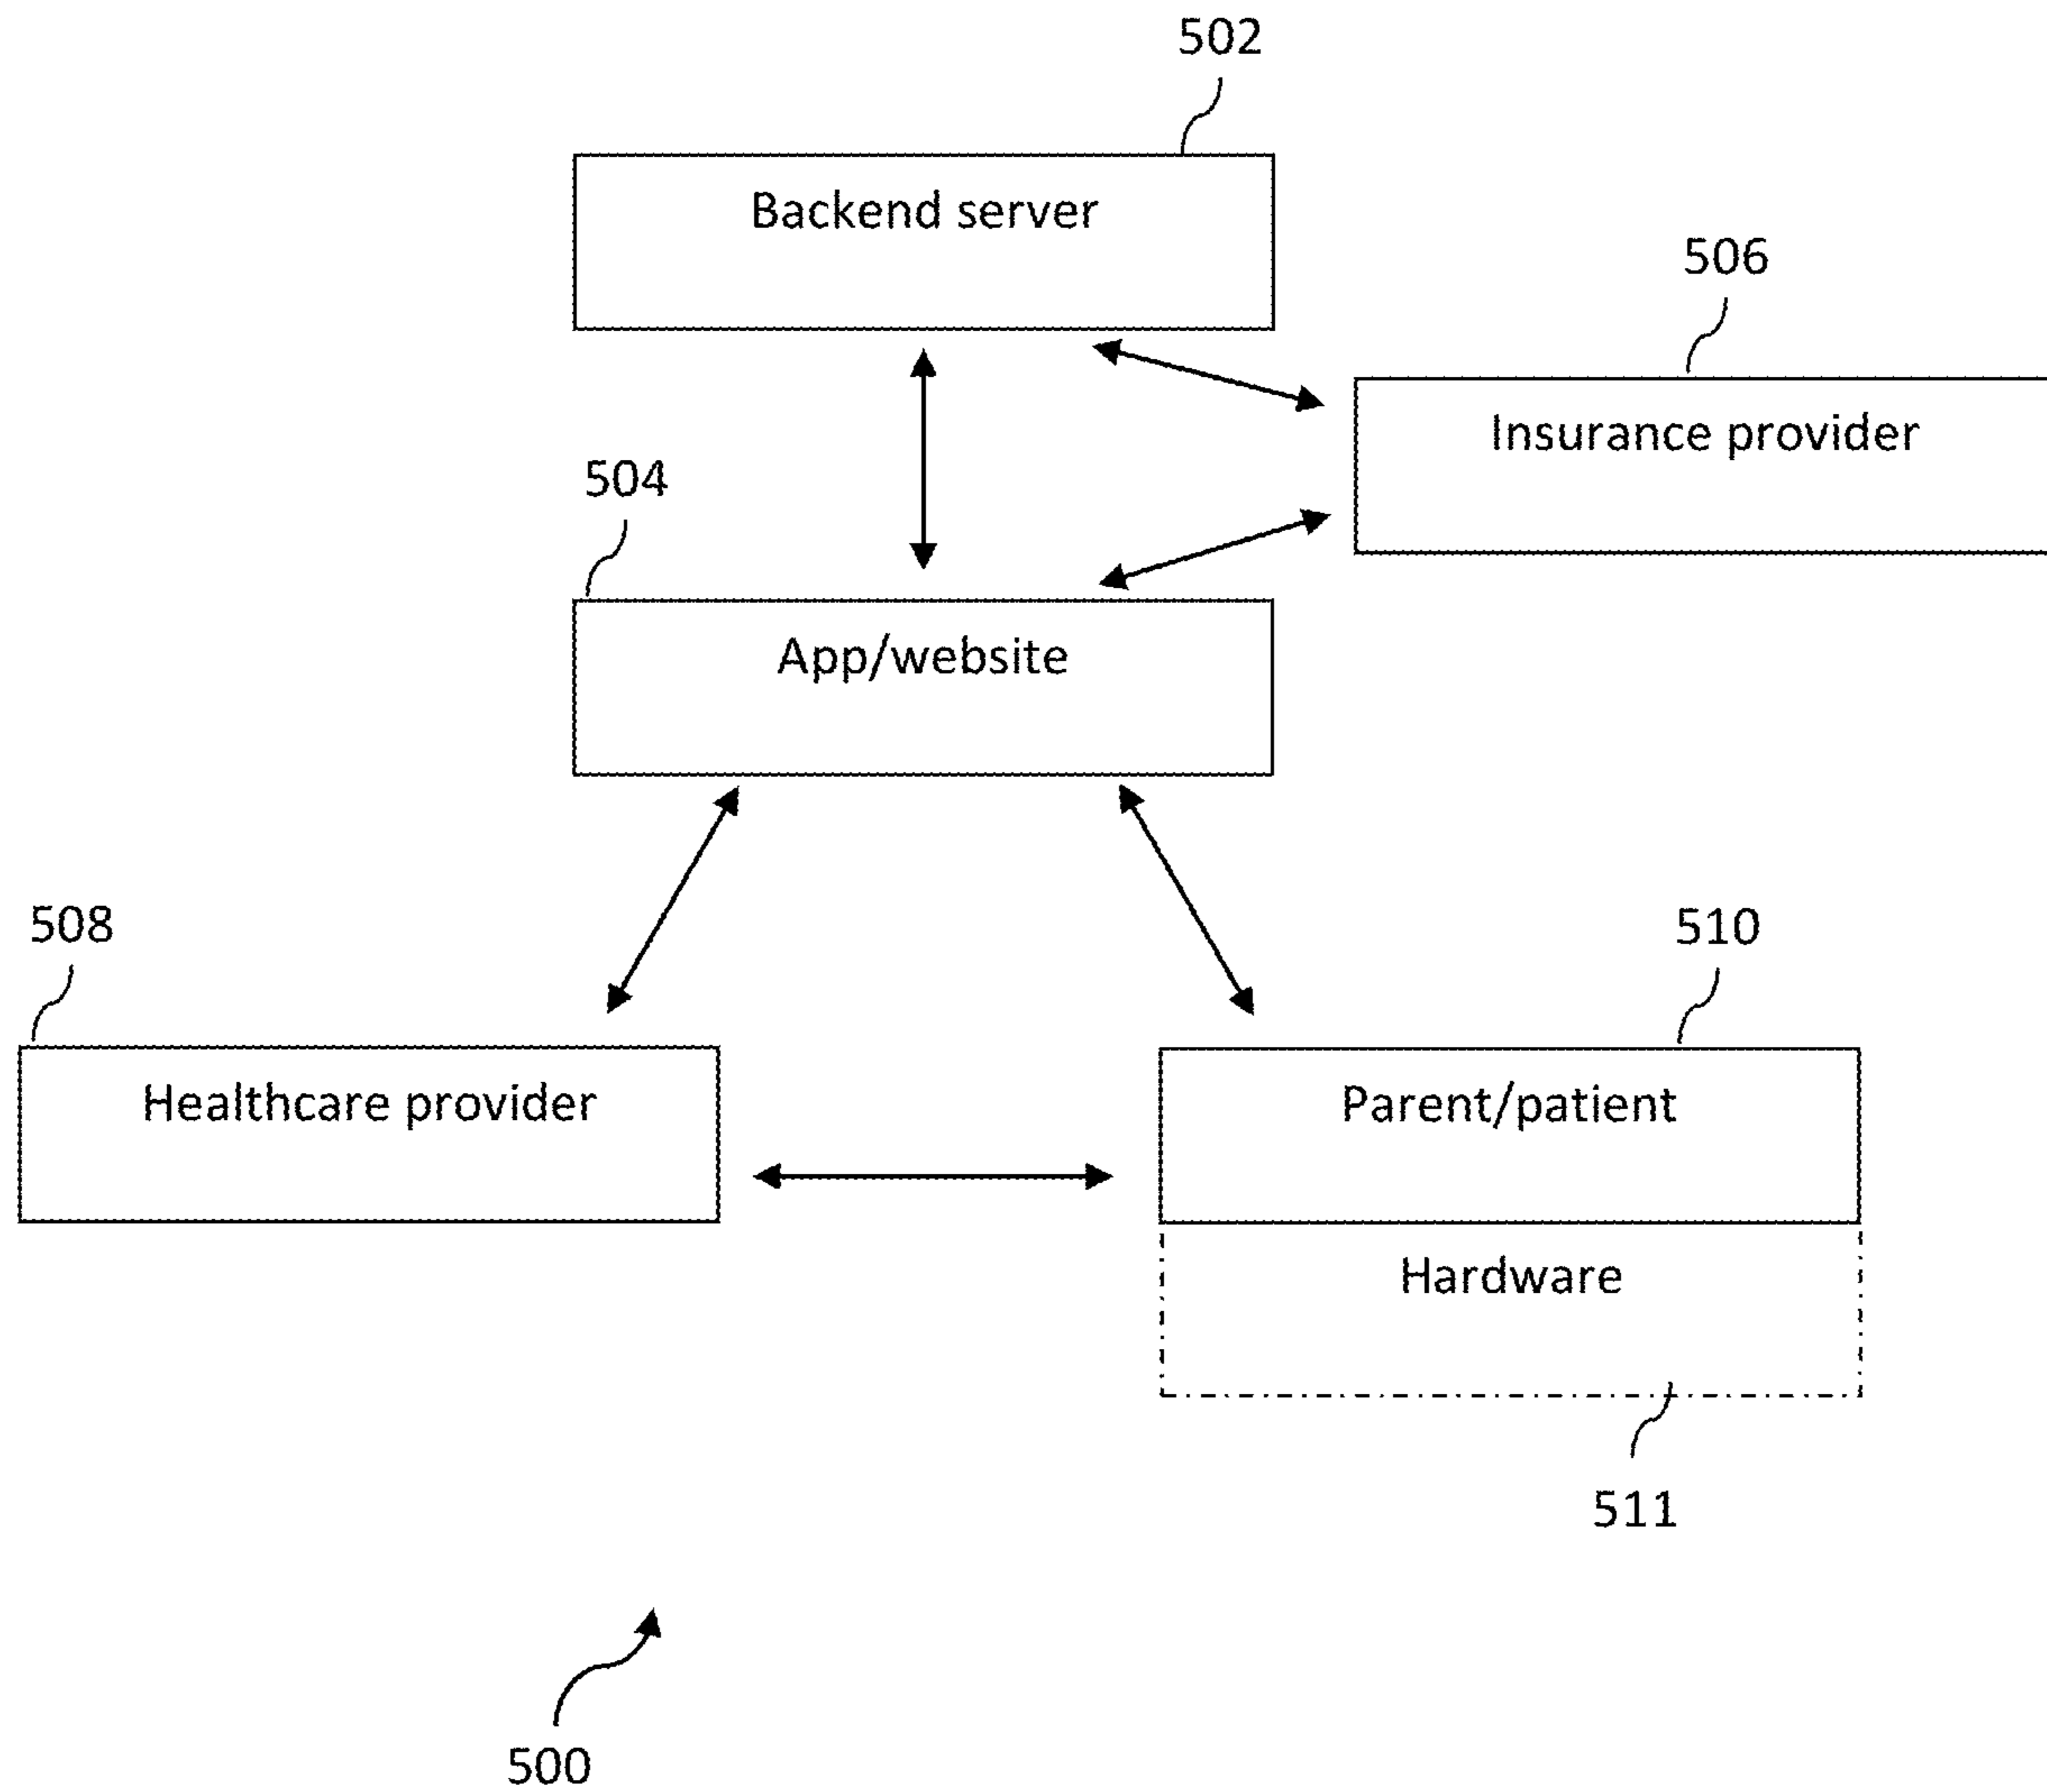 502
Backend server
506
Insurance provider
504
App/website
508
510
Healthcare provider
Parent/patient
Hardware
511
500